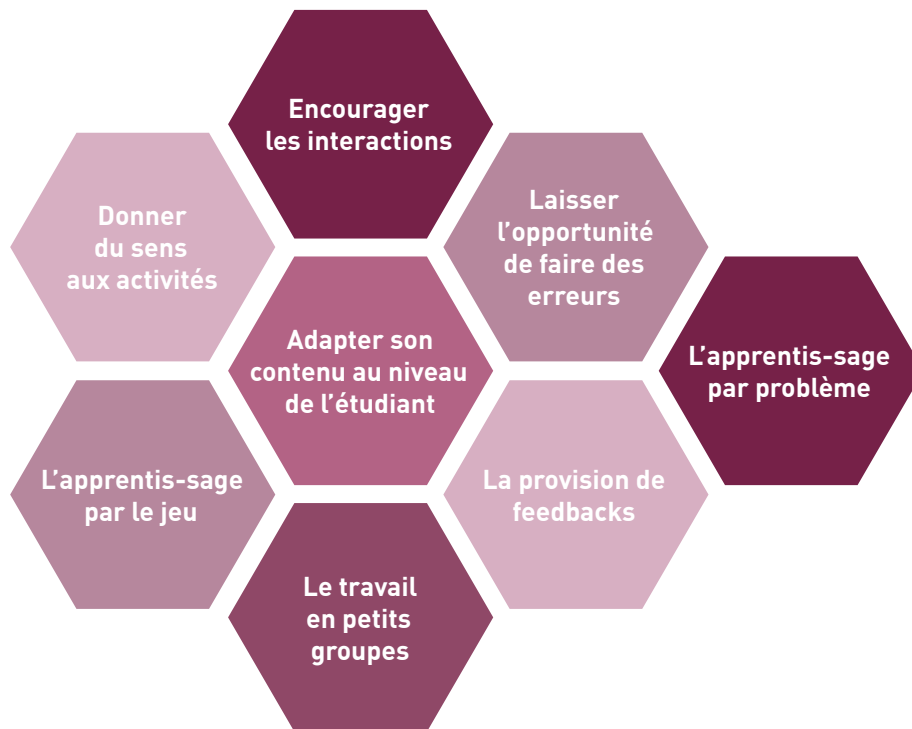 Encourager
les interactions
Donner
du sens
aux activités
Laisser
l'opportunité
de faire des
erreurs
Adapter son
contenu au niveau
de l'étudiant
L'apprentis-sage
par problème
L'apprentis-sage
par le jeu
La provision de
feedbacks
Le travail
en petits
groupes